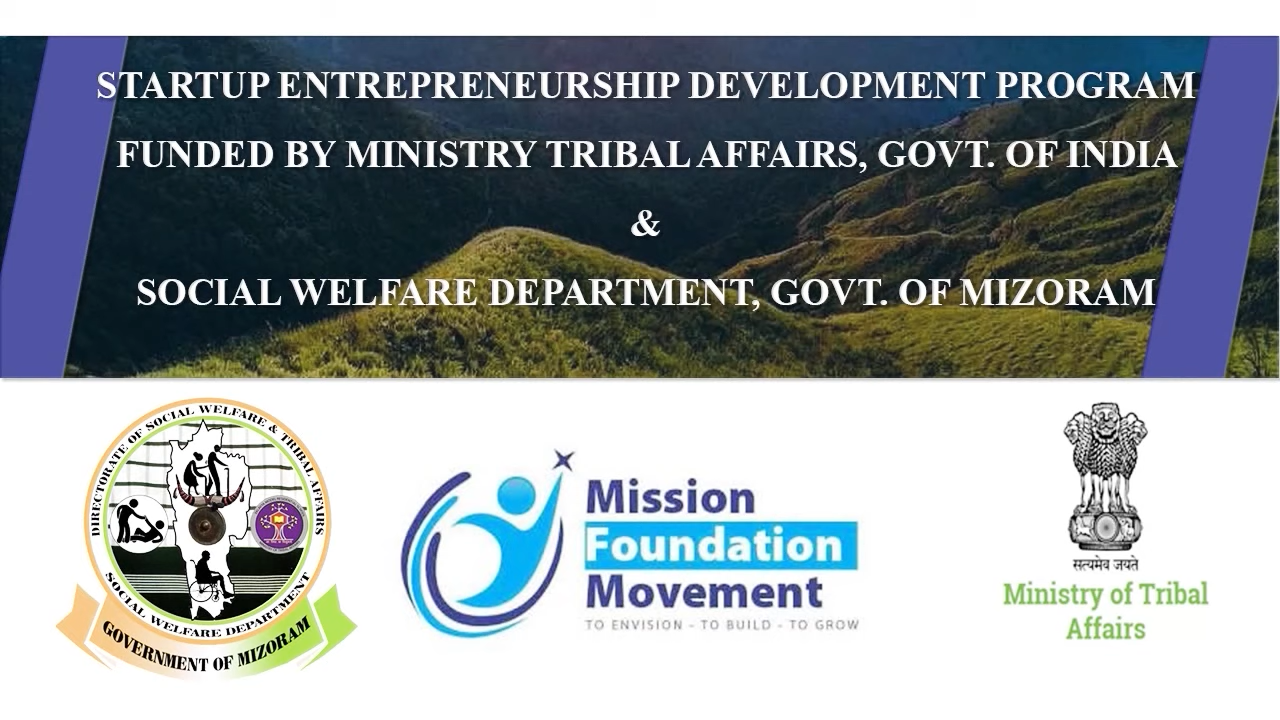 STARTUP ENTREPRENEURSHIP DEVELOPMENT PROGRAM
FUNDED BY MINISTRY TRIBAL AFFAIRS, GOVT. OF INDIA
&
SOCIAL WELFARE DEPARTMENT, GOVT. OF MIZORAM
DIRECTORATE OF SOCIAL WELFARE & TRIBAL AFFAIRS
SOCIAL WELFARE DEPARTMENT
GOVERNMENT OF MIZORAM
Mission
Foundation
Movement
TO ENVISION - TO BUILD - TO GROW
सत्यमेव जयते
Ministry of Tribal
Affairs